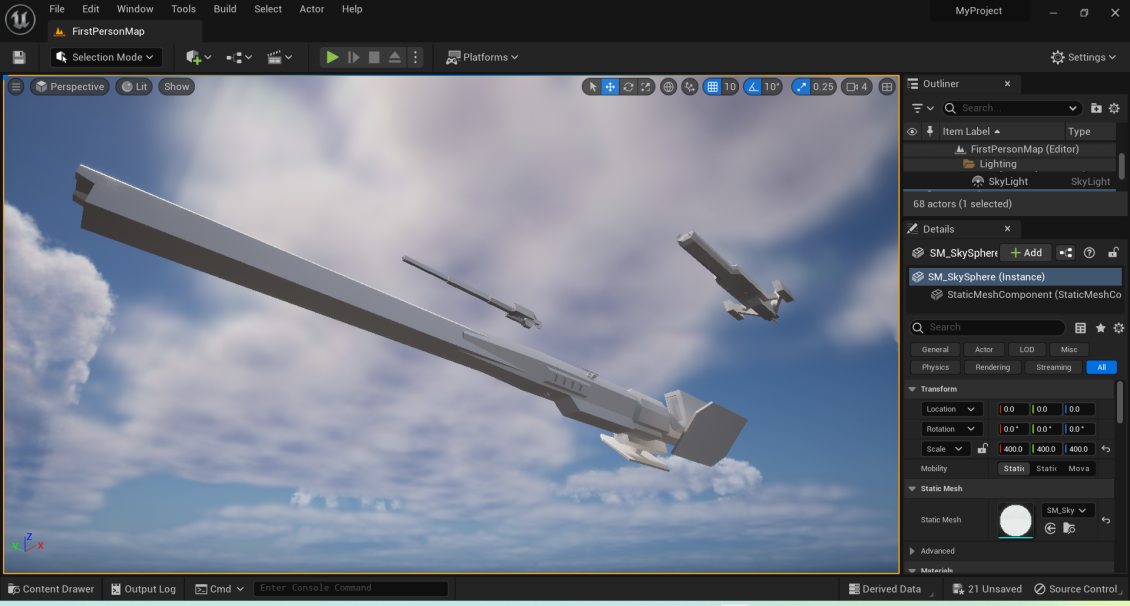 File Edit Window Tools Build Select Actor Help
MyProject
FirstPersonMap
Selection Mode
Platforms
Settings
Perspective Lit Show
10 10° 0.25 4
Outliner
Search...
Item Label Type
FirstPersonMap (Editor)
Lighting
SkyLight SkyLight
68 actors (1 selected)
Details
SM_SkySphere Add
SM_SkySphere (Instance)
StaticMeshComponent (StaticMeshCo
Search
General Actor LOD Misc
Physics Rendering Streaming All
Transform
Location 0.0 0.0 0.0
Rotation 0.0° 0.0° 0.0°
Scale 400.0 400.0 400.0
Mobility Static Static Mova
Static Mesh
Static Mesh SM_Sky
Advanced
Materials
Z
X
Content Drawer Output Log Cmd Enter Console Command Derived Data 21 Unsaved Source Control